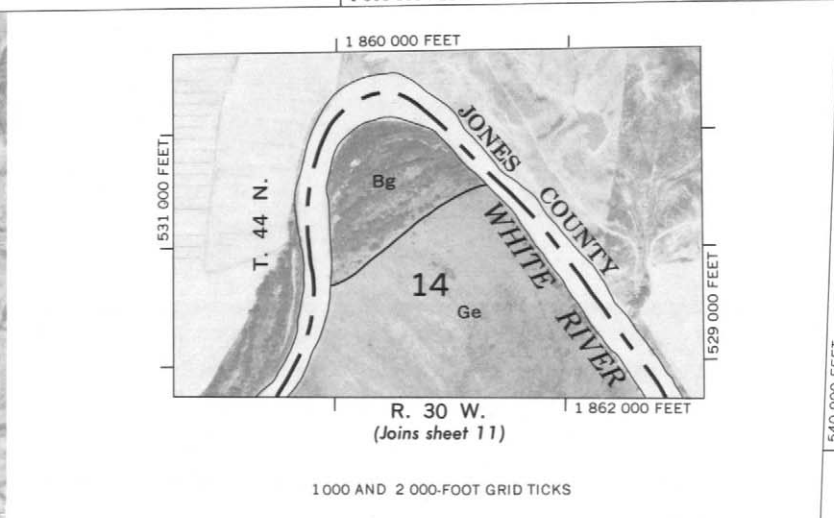 1 860 000 FEET
531 000 FEET
T. 44 N.
JONES COUNTY
Bg
WHITE RIVER
14
Ge
529 000 FEET
R. 30 W.
1 862 000 FEET
(Joins sheet 11)
1 000 AND 2 000-FOOT GRID TICKS